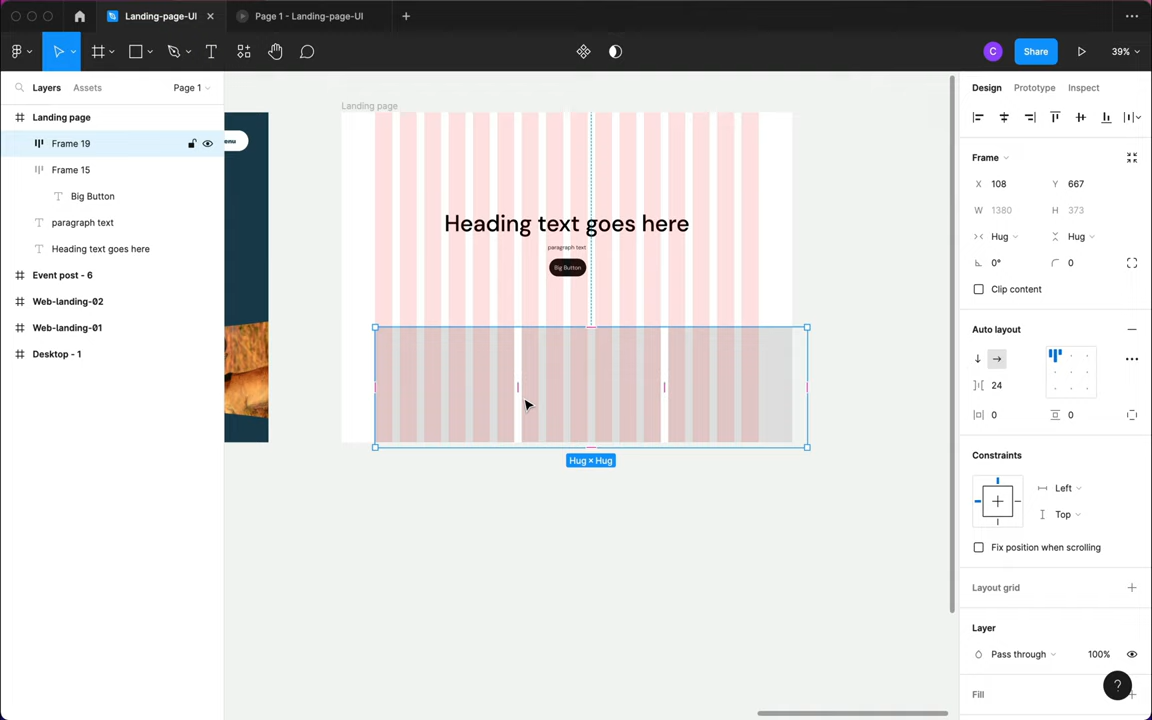 Landing-page-UI
Page 1 - Landing-page-UI
Share
C
39%
Layers
Assets
Page 1
Landing page
Frame 19
Frame 15
Big Button
paragraph text
Heading text goes here
Event post - 6
Web-landing-02
Web-landing-01
Desktop - 1
enu
Landing page
Heading text goes here
paragraph text
Big Button
Hug × Hug
Design
Prototype
Inspect
Frame
X 108
Y 667
W 1380
H 373
Hug
Hug
0°
0
Clip content
Auto layout
24
0
0
Constraints
Left
Top
Fix position when scrolling
Layout grid
Layer
Pass through
100%
Fill
?